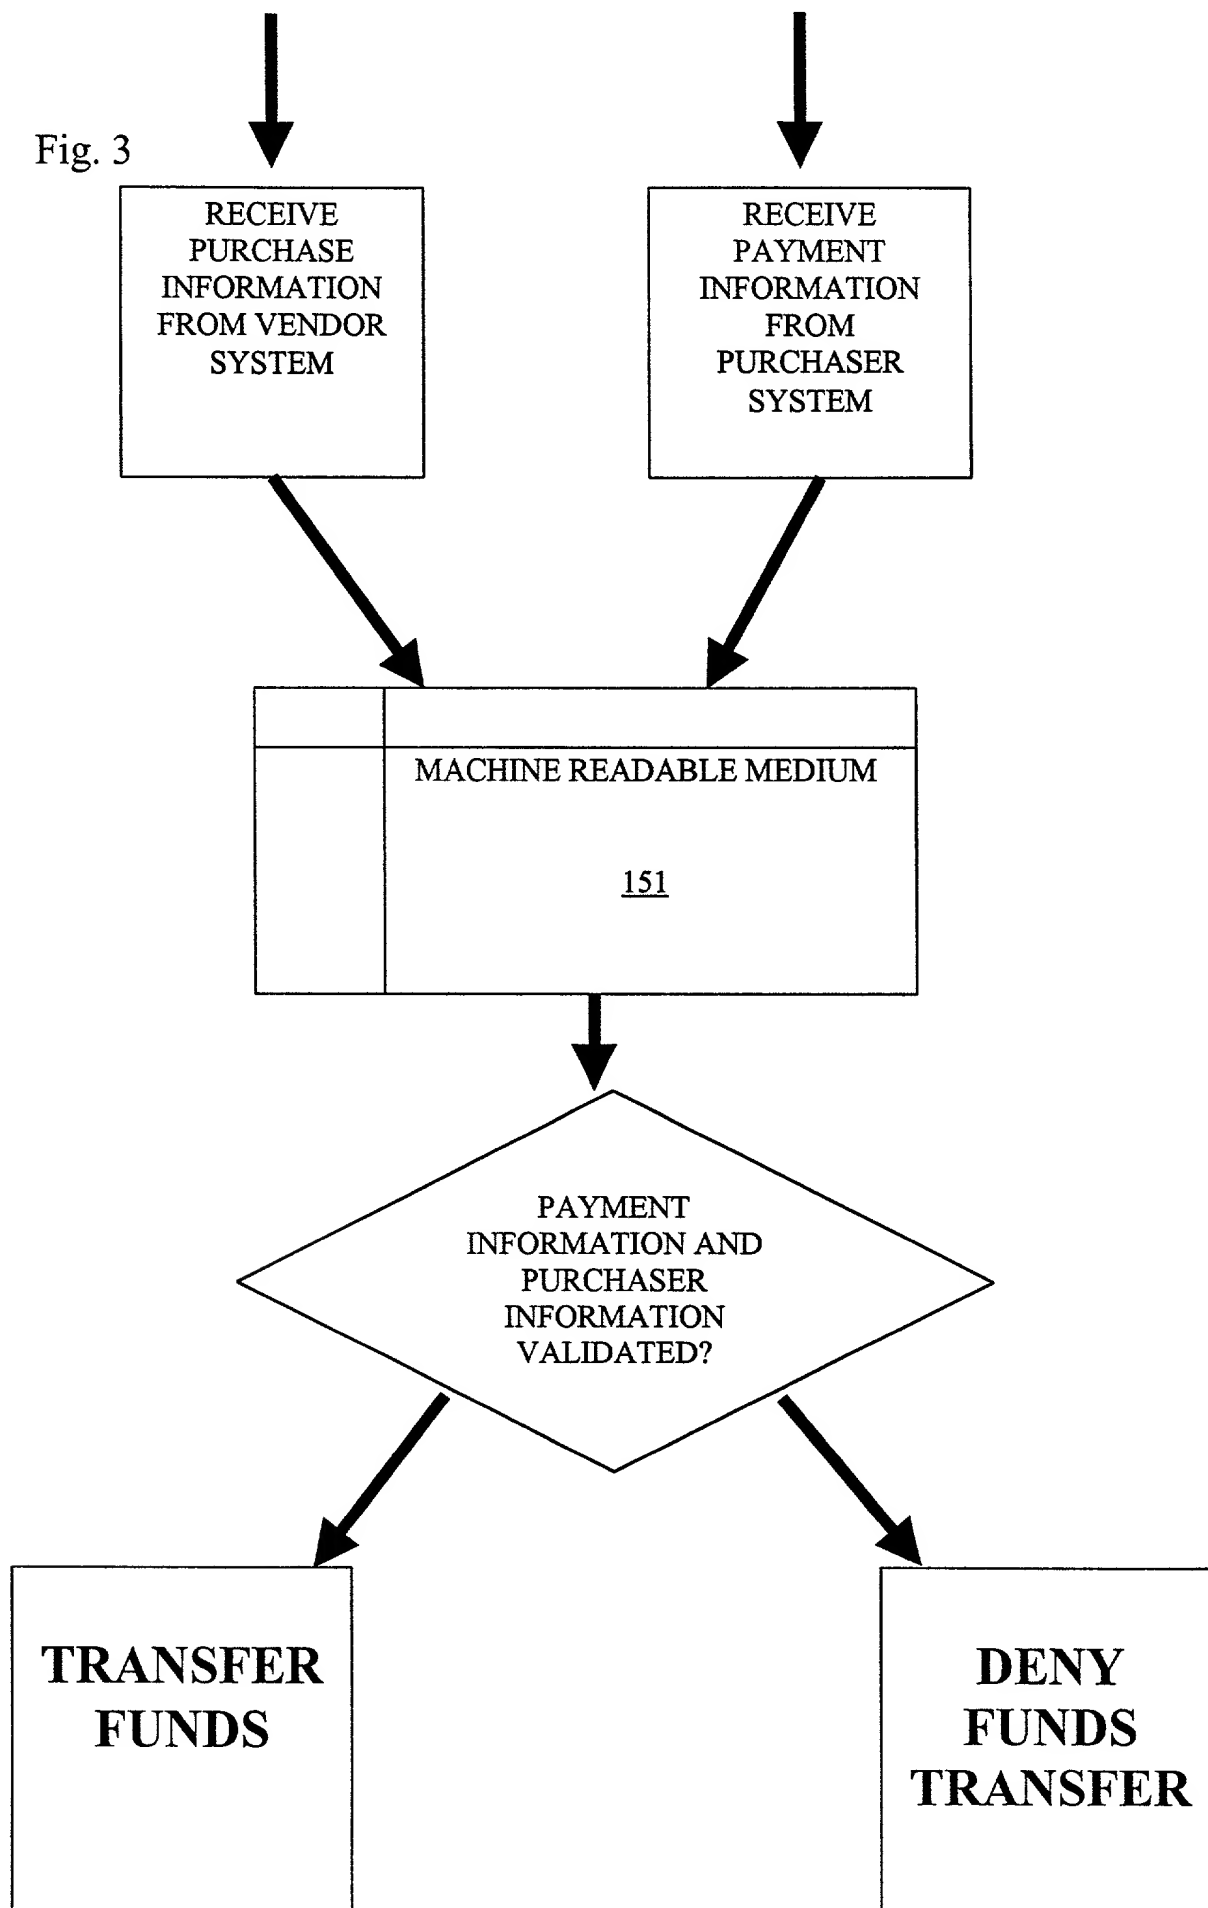 Fig. 3
RECEIVE
PURCHASE
INFORMATION
FROM VENDOR
SYSTEM
RECEIVE
PAYMENT
INFORMATION
FROM
PURCHASER
SYSTEM
MACHINE READABLE MEDIUM
151
PAYMENT
INFORMATION AND
PURCHASER
INFORMATION
VALIDATED?
TRANSFER
FUNDS
DENY
FUNDS
TRANSFER